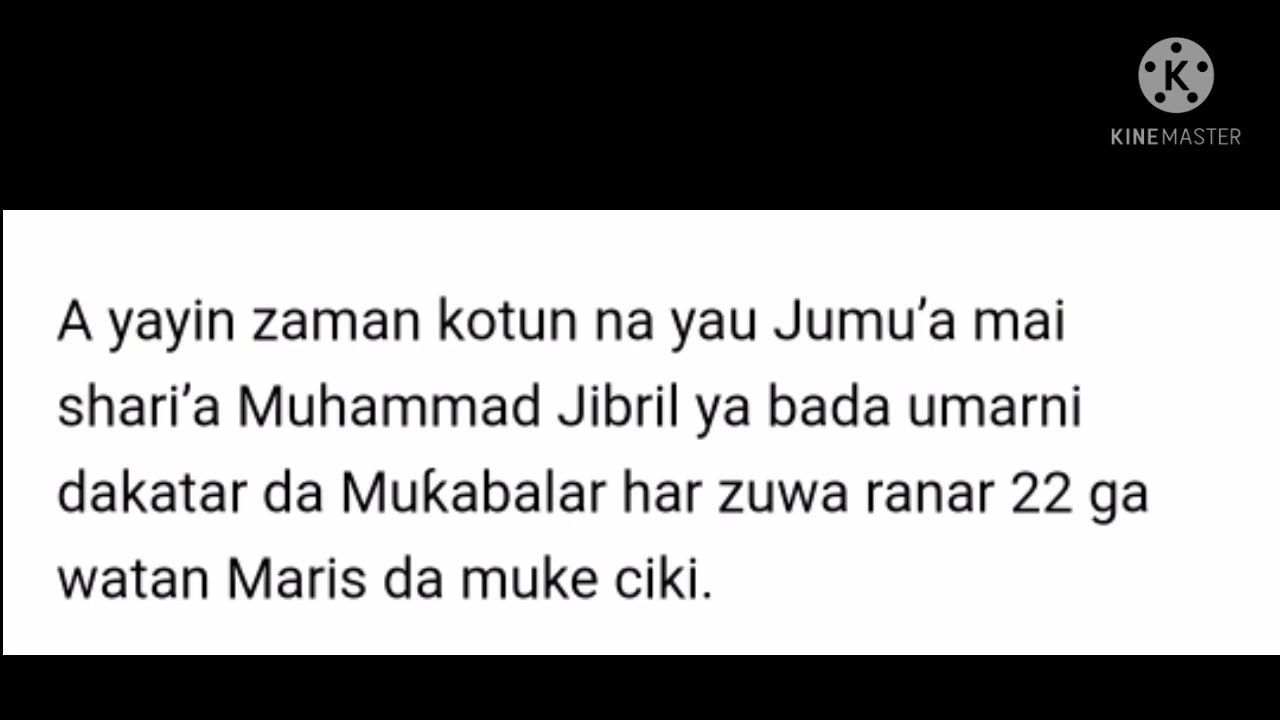 K
KINEMASTER
A yayin zaman kotun na yau Jumu’a mai
shari’a Muhammad Jibril ya bada umarni
dakatar da Muƙabalar har zuwa ranar 22 ga
watan Maris da muke ciki.